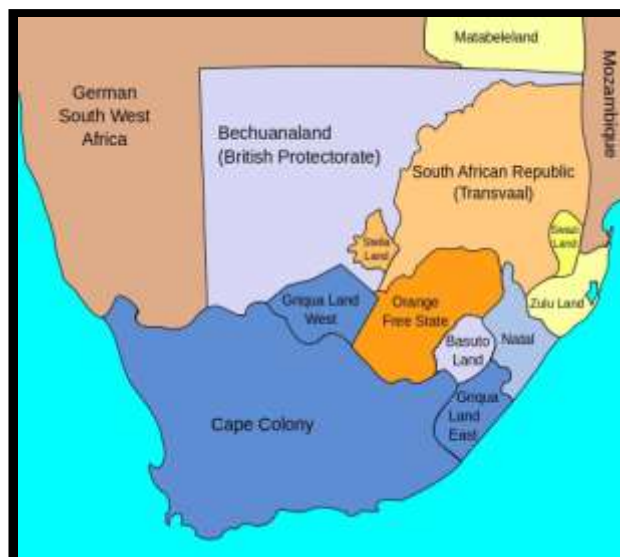 Matabeleland
Mozambique
German
South West
Africa
Bechuanaland
(British Protectorate)
South African Republic
(Transvaal)
Swazi
Land
Stella
Land
Zulu Land
Griqua Land
West
Orange
Free State
Basuto
Land
Natal
Griqua
Land
East
Cape Colony